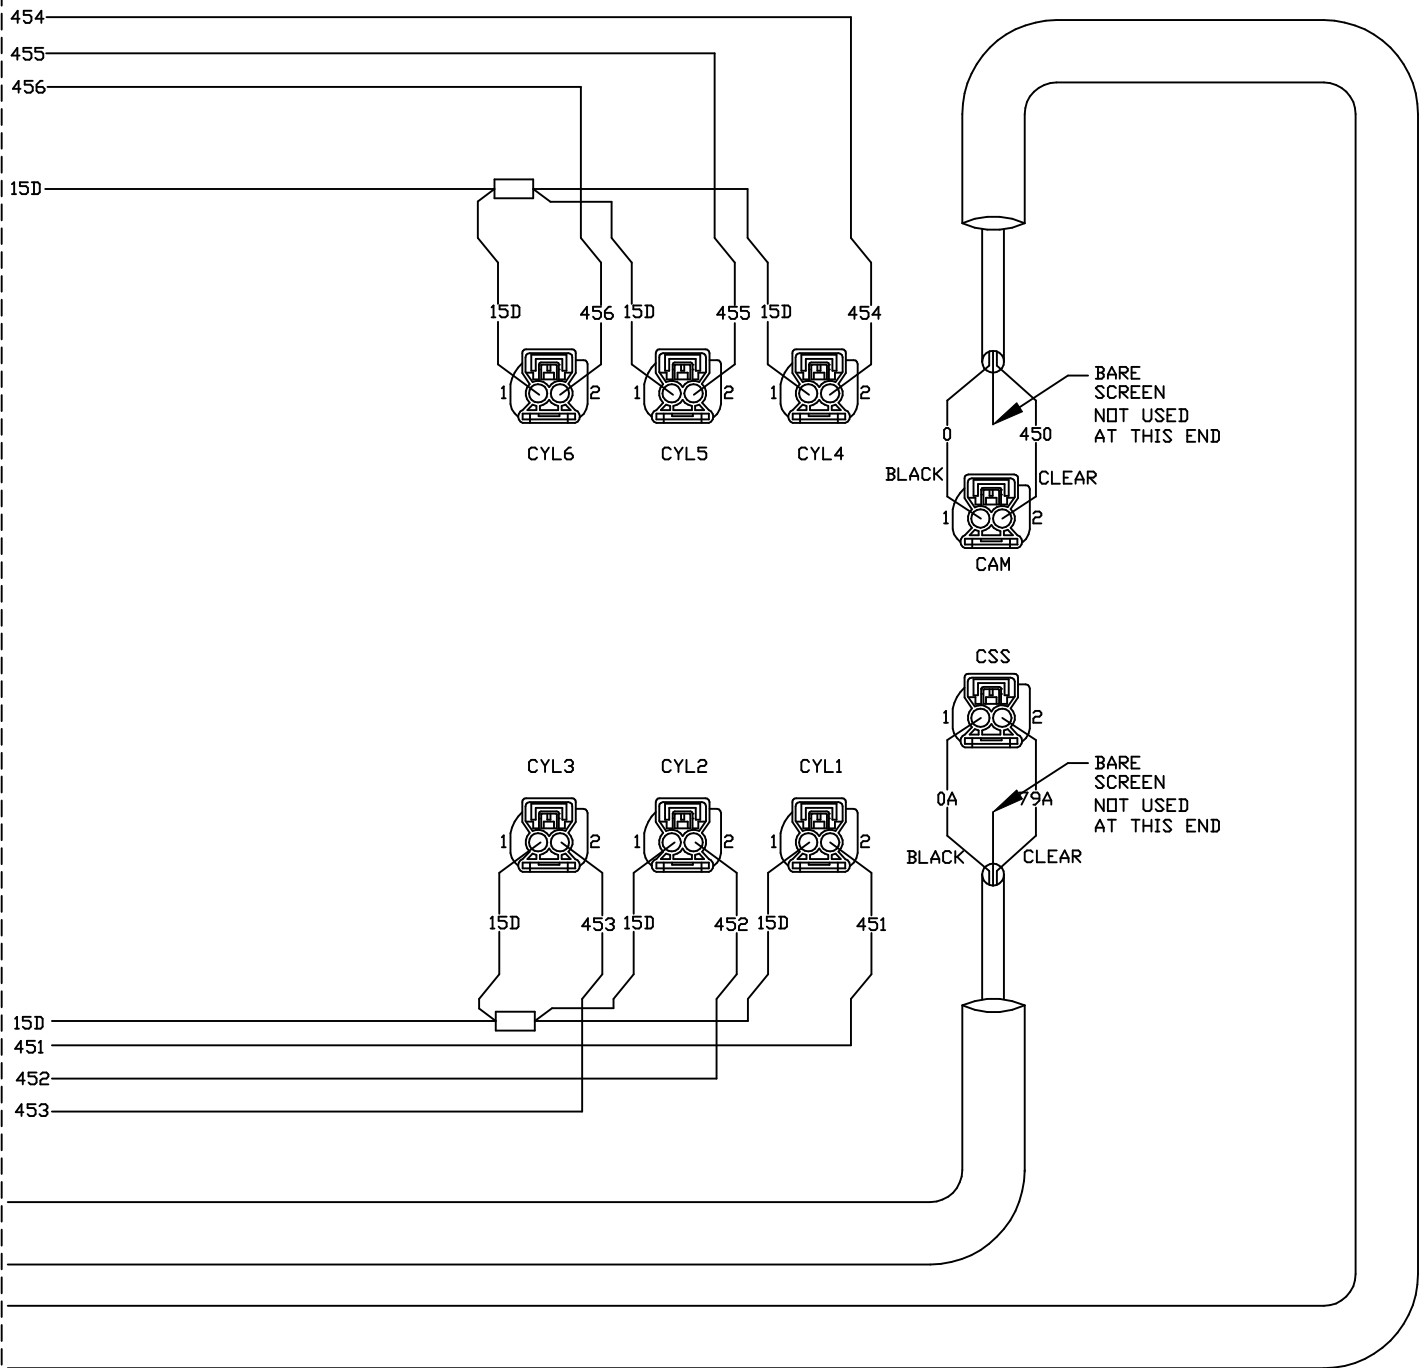 454
455
456
15D
15D
456
15D
455
15D
454
1
2
1
2
1
2
CYL6
CYL5
CYL4
BARE
SCREEN
NOT USED
AT THIS END
0
450
BLACK
CLEAR
1
2
CAM
CSS
1
2
BARE
SCREEN
NOT USED
AT THIS END
0A
79A
BLACK
CLEAR
CYL3
CYL2
CYL1
1
2
1
2
1
2
15D
453
15D
452
15D
451
15D
451
452
453